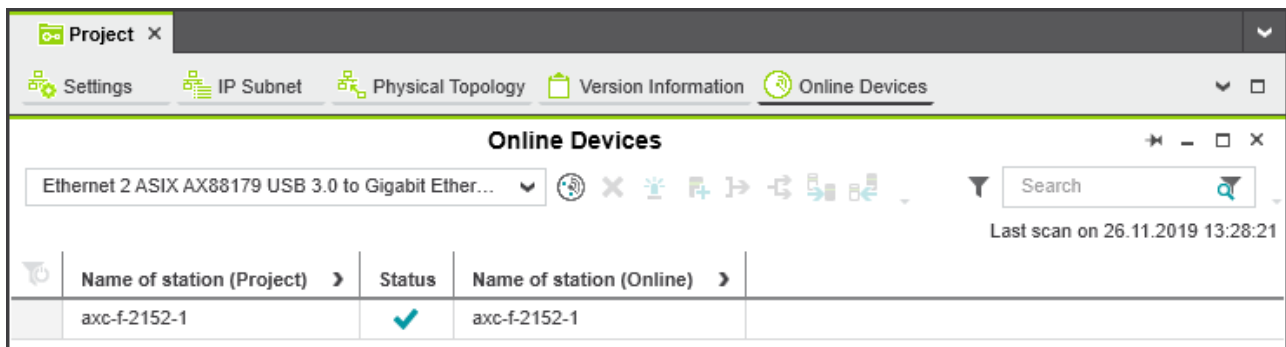 Project
Settings IP Subnet Physical Topology Version Information Online Devices
Online Devices
Ethernet 2 ASIX AX88179 USB 3.0 to Gigabit Ether... Search
Last scan on 26.11.2019 13:28:21
Name of station (Project) Status Name of station (Online)
axc-f-2152-1 axc-f-2152-1